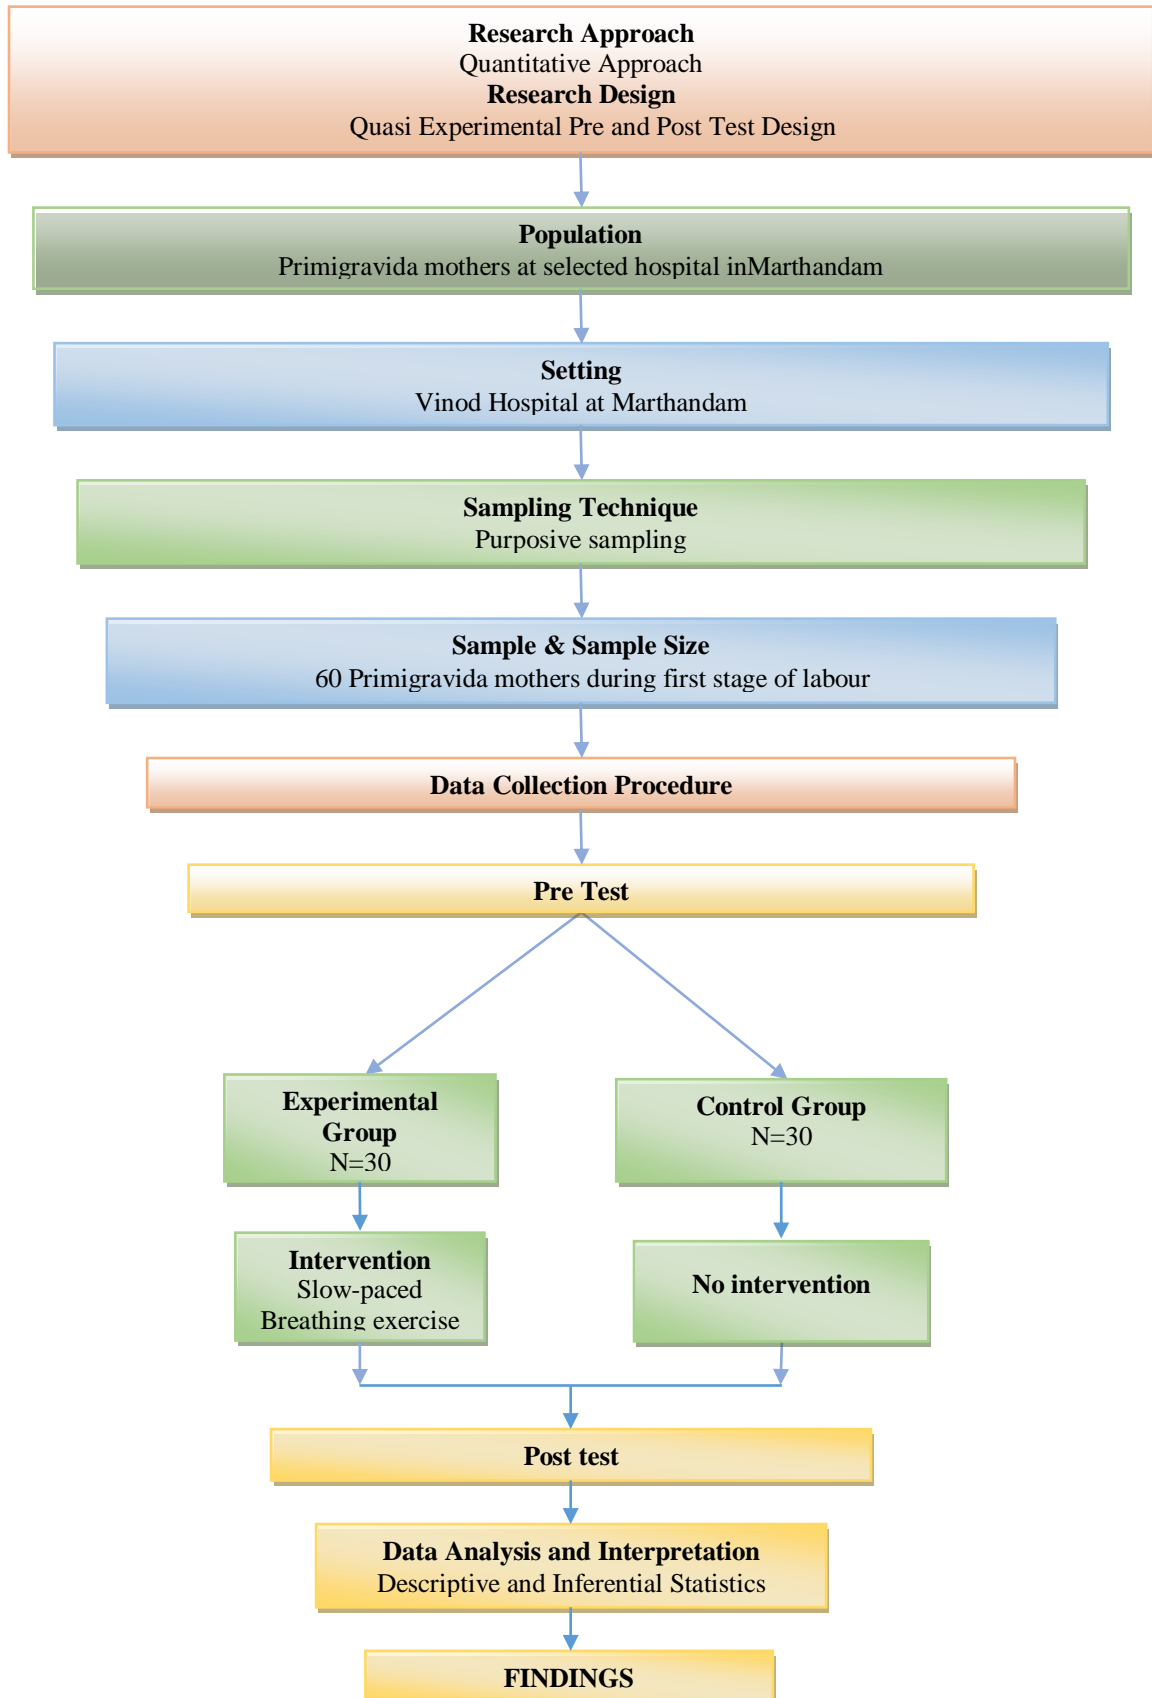 Research Approach
Quantitative Approach
Research Design
Quasi Experimental Pre and Post Test Design
Population
Primigravida mothers at selected hospital inMarthandam
Setting
Vinod Hospital at Marthandam
Sampling Technique
Purposive sampling
Sample & Sample Size
60 Primigravida mothers during first stage of labour
Data Collection Procedure
Pre Test
Experimental
Group
N=30
Control Group
N=30
Intervention
Slow-paced
Breathing exercise
No intervention
Post test
Data Analysis and Interpretation
Descriptive and Inferential Statistics
FINDINGS